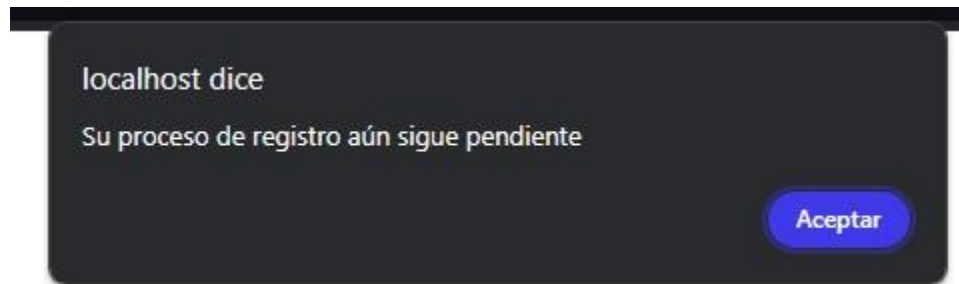 localhost dice
Su proceso de registro aún sigue pendiente
Aceptar